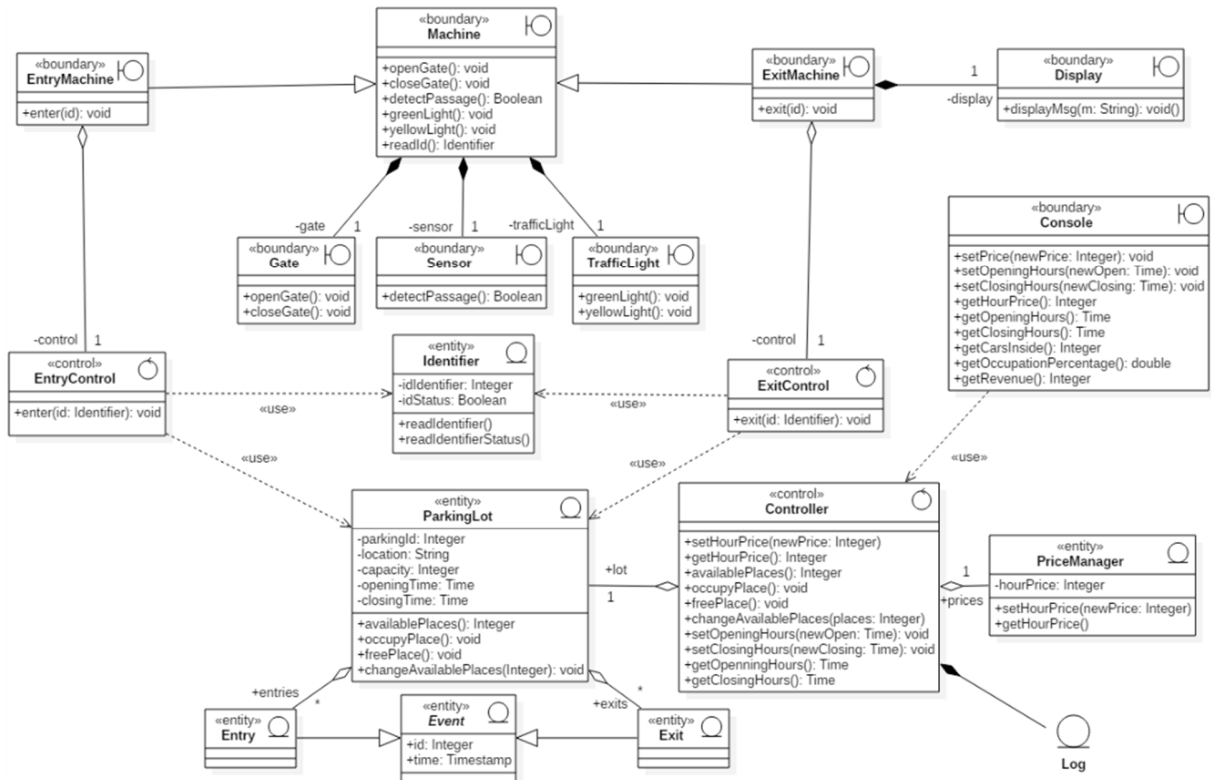 «boundary»
Machine
+openGate(): void
+closeGate(): void
+detectPassage(): Boolean
+greenLight(): void
+yellowLight(): void
+readId(): Identifier
«boundary»
EntryMachine
+enter(id): void
«boundary»
ExitMachine
+exit(id): void
1
-display
«boundary»
Display
+displayMsg(m: String): void()
-gate
1
-sensor
1
-trafficLight
1
«boundary»
Gate
+openGate(): void
+closeGate(): void
«boundary»
Sensor
+detectPassage(): Boolean
«boundary»
TrafficLight
+greenLight(): void
+yellowLight(): void
«boundary»
Console
+setPrice(newPrice: Integer): void
+setOpeningHours(newOpen: Time): void
+setClosingHours(newClosing: Time): void
+getHourPrice(): Integer
+getOpeningHours(): Time
+getClosingHours(): Time
+getCarsInside(): Integer
+getOccupationPercentage(): double
+getRevenue(): Integer
-control
1
«control»
EntryControl
+enter(id: Identifier): void
«use»
«entity»
Identifier
-idIdentifier: Integer
-idStatus: Boolean
+readIdentifier()
+readIdentifierStatus()
«use»
-control
1
«control»
ExitControl
+exit(id: Identifier): void
«use»
«use»
«use»
«entity»
ParkingLot
-parkingId: Integer
-location: String
-capacity: Integer
-openingTime: Time
-closingTime: Time
+availablePlaces(): Integer
+occupyPlace(): void
+freePlace(): void
+changeAvailablePlaces(Integer): void
+lot
1
«control»
Controller
+setHourPrice(newPrice: Integer)
+getHourPrice(): Integer
+availablePlaces(): Integer
+occupyPlace(): void
+freePlace(): void
+changeAvailablePlaces(places: Integer)
+setOpeningHours(newOpen: Time): void
+setClosingHours(newClosing: Time): void
+getOpenningHours(): Time
+getClosingHours(): Time
1
+prices
«entity»
PriceManager
-hourPrice: Integer
+setHourPrice(newPrice: Integer)
+getHourPrice()
+entries
*
+exits
*
«entity»
Entry
«entity»
Event
+id: Integer
+time: Timestamp
«entity»
Exit
Log